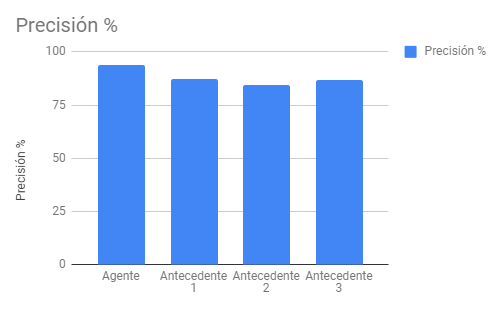 Precisión %
Precisión %
100
75
50
25
0
Precisión %
Agente
Antecedente
1
Antecedente
2
Antecedente
3